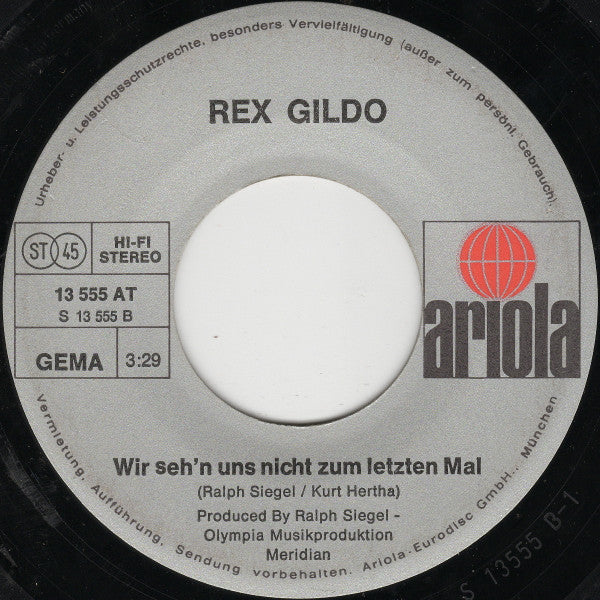 Urheber- u. Leistungsschutzrechte, besonders Vervielfältigung (außer zum persönl. Gebrauch).
REX GILDO
ST 45
HI-FI
STEREO
13 555 AT
S 13 555 B
GEMA 3:29
ariola
Wir seh'n uns nicht zum letzten Mal
(Ralph Siegel / Kurt Hertha)
Produced By Ralph Siegel -
Olympia Musikproduktion
Meridian
Vermietung, Aufführung, Sendung vorbehalten. Ariola-Eurodisc GmbH., München
S 13555 B-1